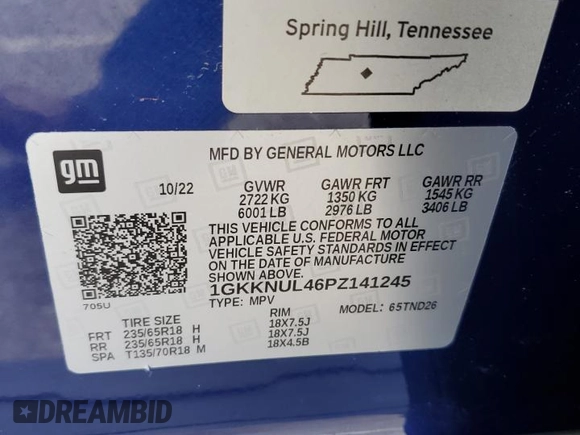 Spring Hill, Tennessee
gm
MFD BY GENERAL MOTORS LLC
10/22 GVWR GAWR FRT GAWR RR
2722 KG 1350 KG 1545 KG
6001 LB 2976 LB 3406 LB
THIS VEHICLE CONFORMS TO ALL
APPLICABLE U.S. FEDERAL MOTOR
VEHICLE SAFETY STANDARDS IN EFFECT
ON THE DATE OF MANUFACTURE
SHOWN ABOVE.
705U
1GKKNUL46PZ141245
TYPE: MPV MODEL: 65TND26
TIRE SIZE RIM
FRT 235/65R18 H 18X7.5J
RR 235/65R18 H 18X7.5J
SPA T135/70R18 M 18X4.5B
DREAMBID